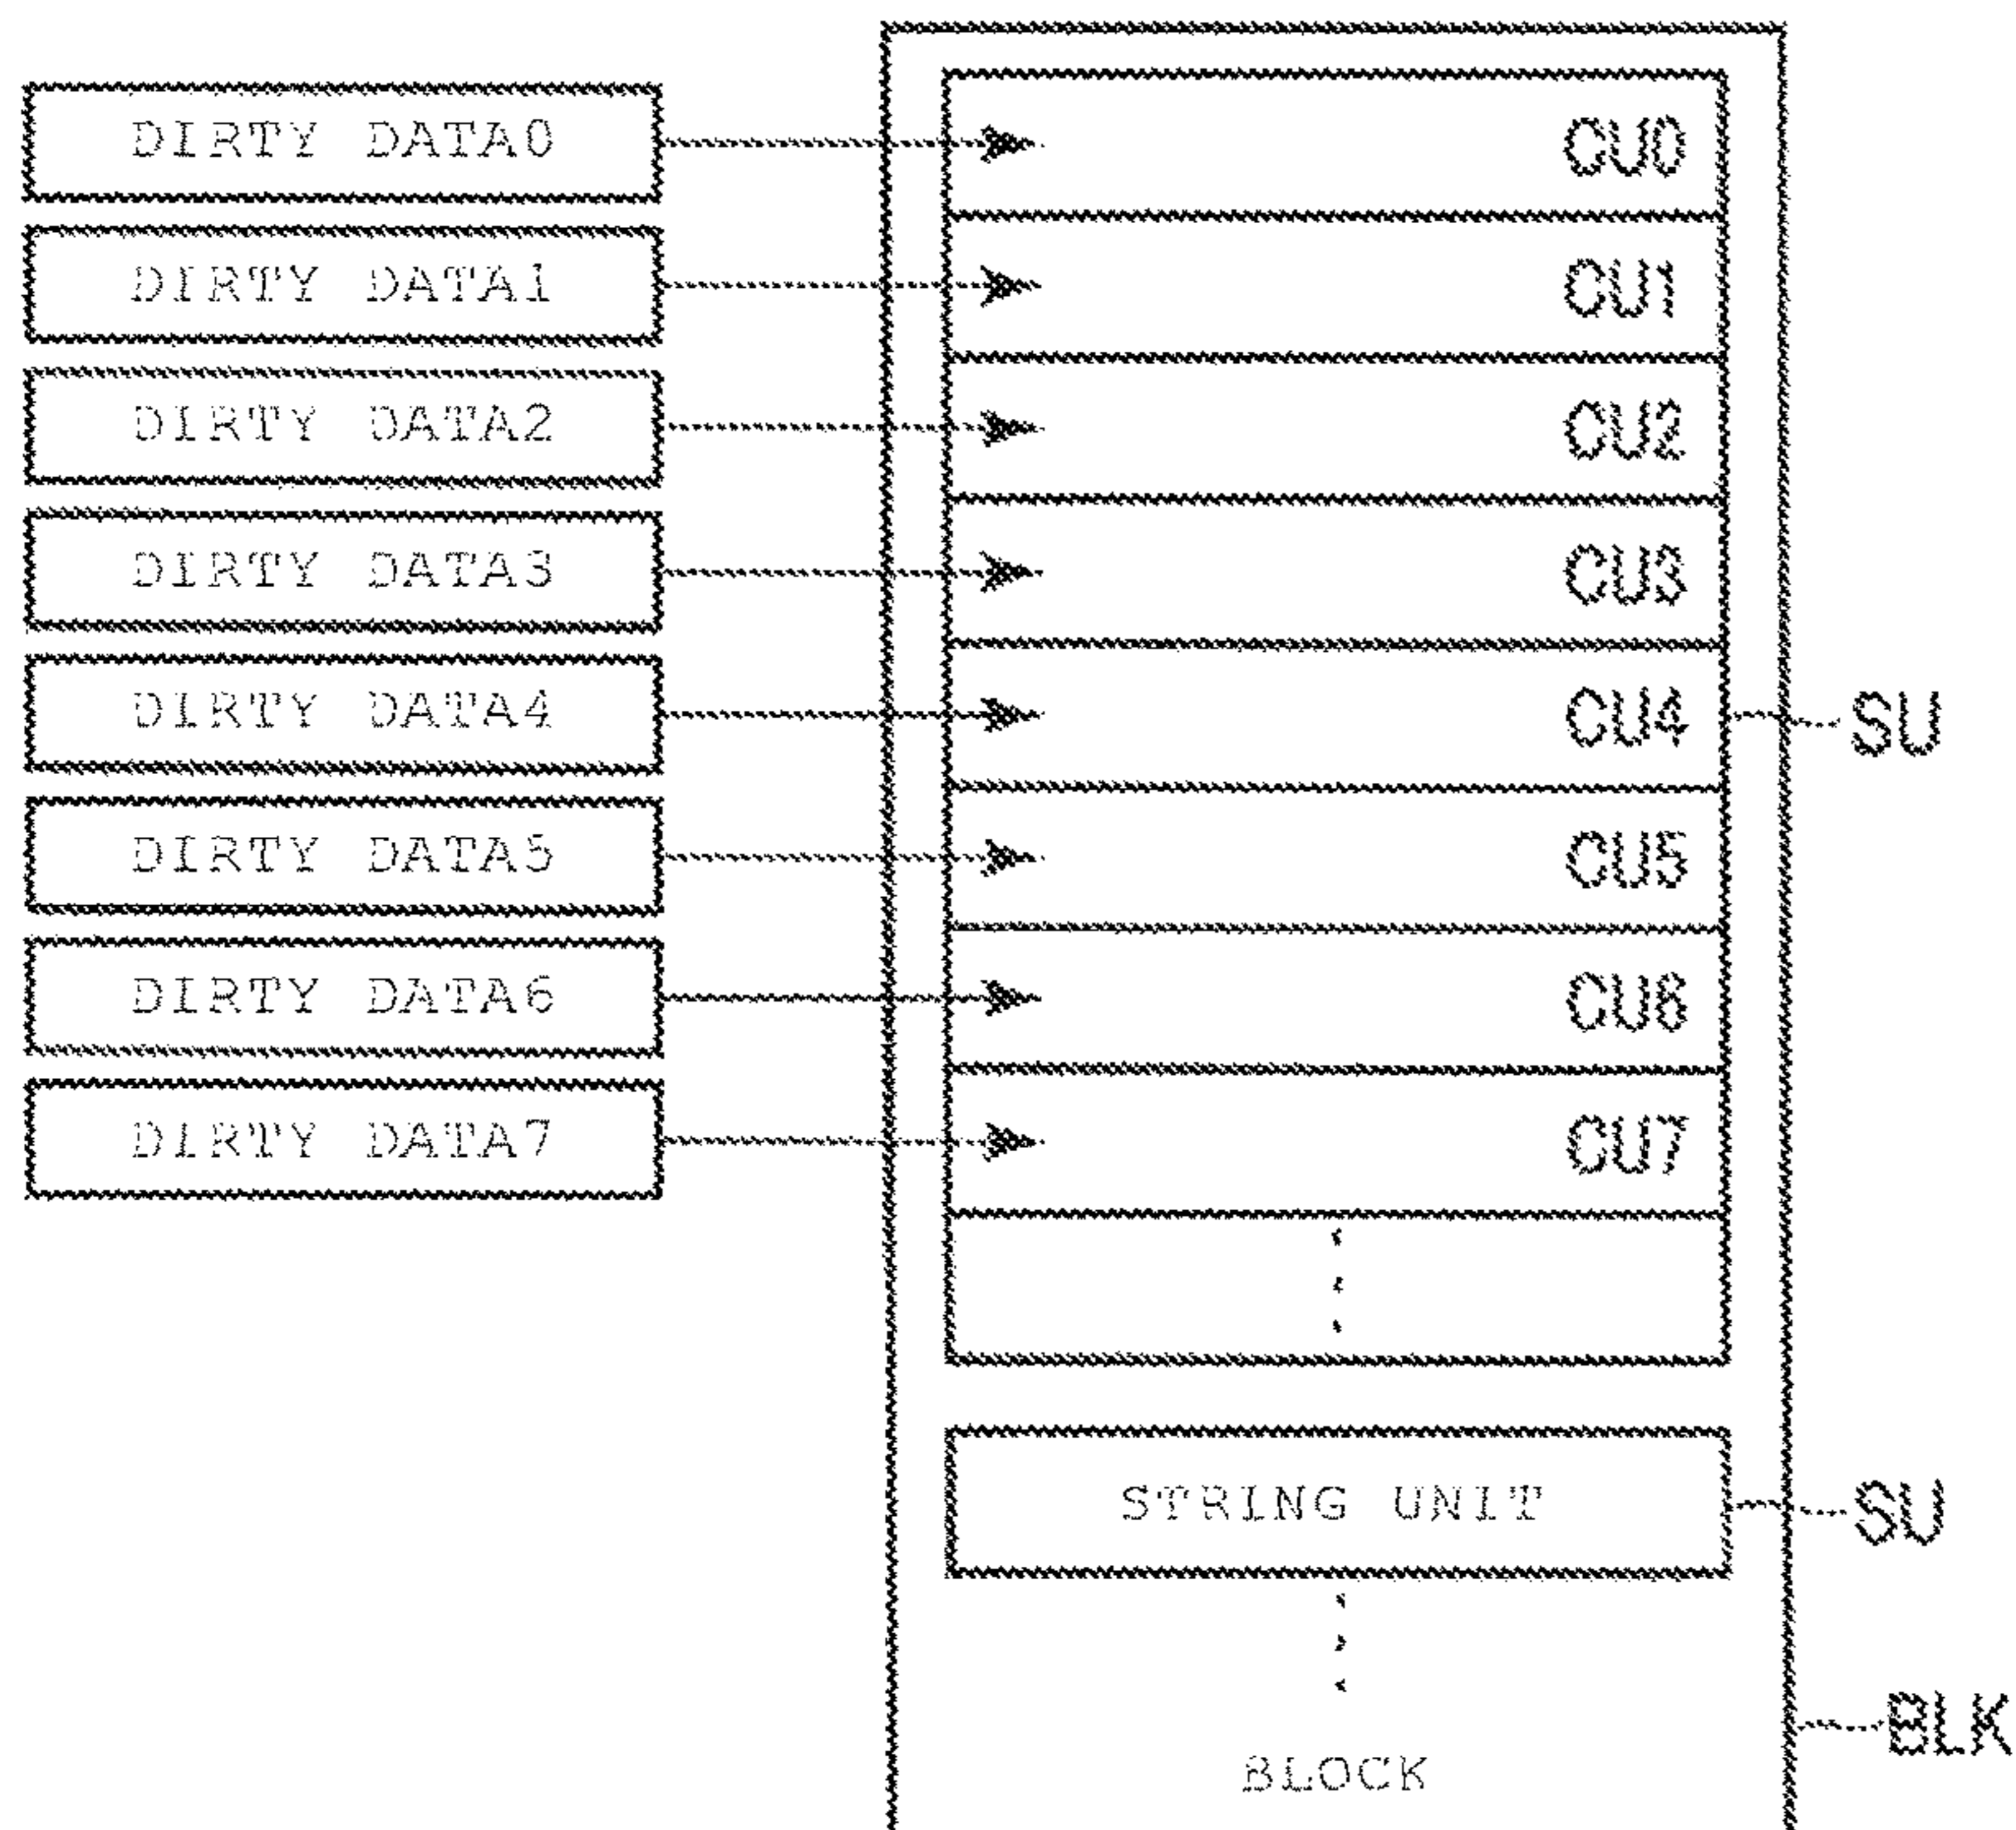 DIRTY DATA0 CU0
DIRTY DATA1 CU1
DIRTY DATA2 CU2
DIRTY DATA3 CU3
DIRTY DATA4 CU4 SU
DIRTY DATA5 CU5
DIRTY DATA6 CU6
DIRTY DATA7 CU7
STRING UNIT SU
BLK
BLOCK